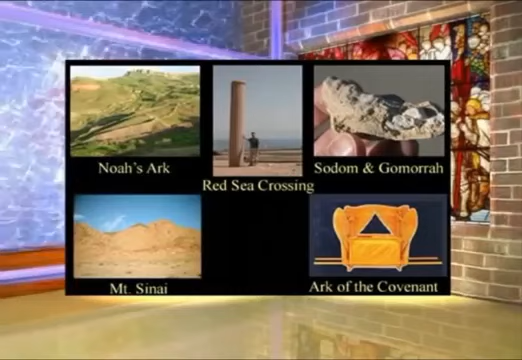 Noah's Ark
Sodom & Gomorrah
Red Sea Crossing
Mt. Sinai
Ark of the Covenant